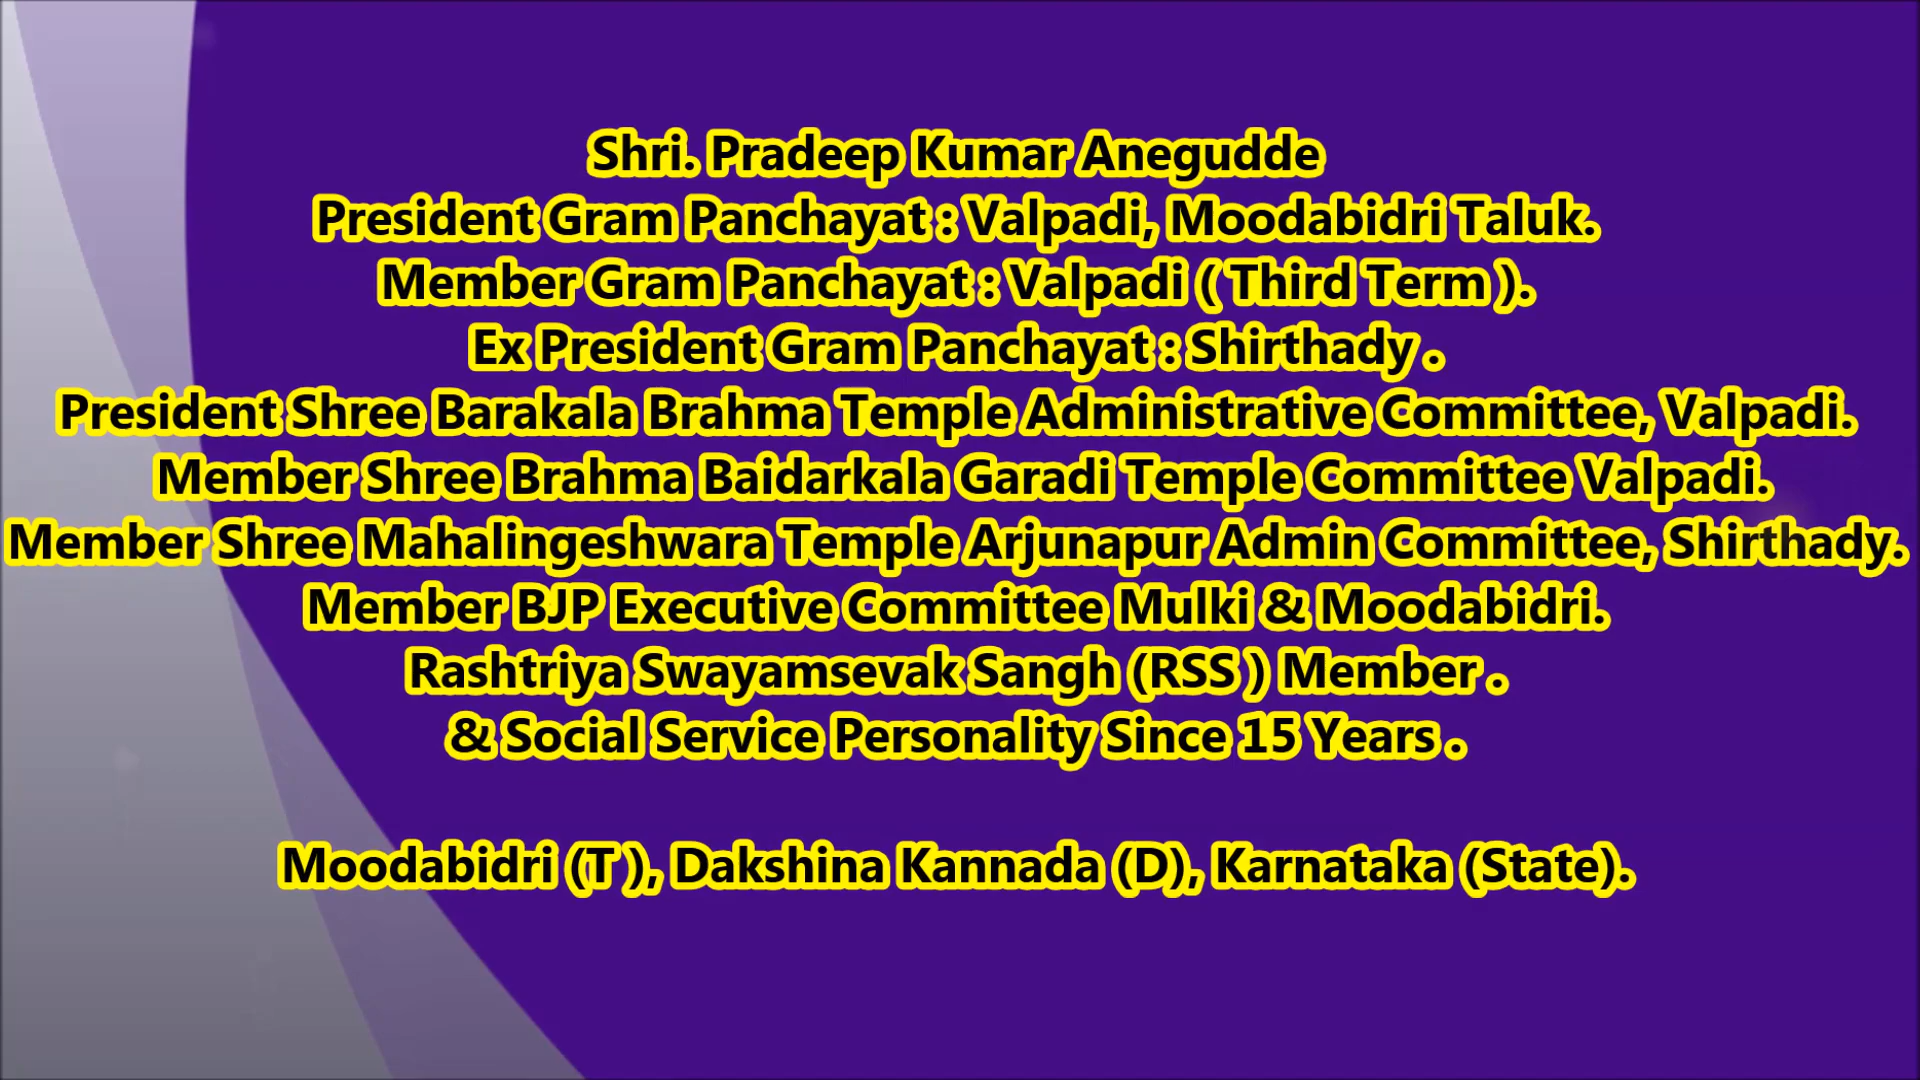 Shri. Pradeep Kumar Anegudde
President Gram Panchayat : Valpadi, Moodabidri Taluk.
Member Gram Panchayat : Valpadi ( Third Term ).
Ex President Gram Panchayat : Shirthady .
President Shree Barakala Brahma Temple Administrative Committee, Valpadi.
Member Shree Brahma Baidarkala Garadi Temple Committee Valpadi.
Member Shree Mahalingeshwara Temple Arjunapur Admin Committee, Shirthady.
Member BJP Executive Committee Mulki & Moodabidri.
Rashtriya Swayamsevak Sangh (RSS ) Member .
& Social Service Personality Since 15 Years .
Moodabidri (T ), Dakshina Kannada (D), Karnataka (State).